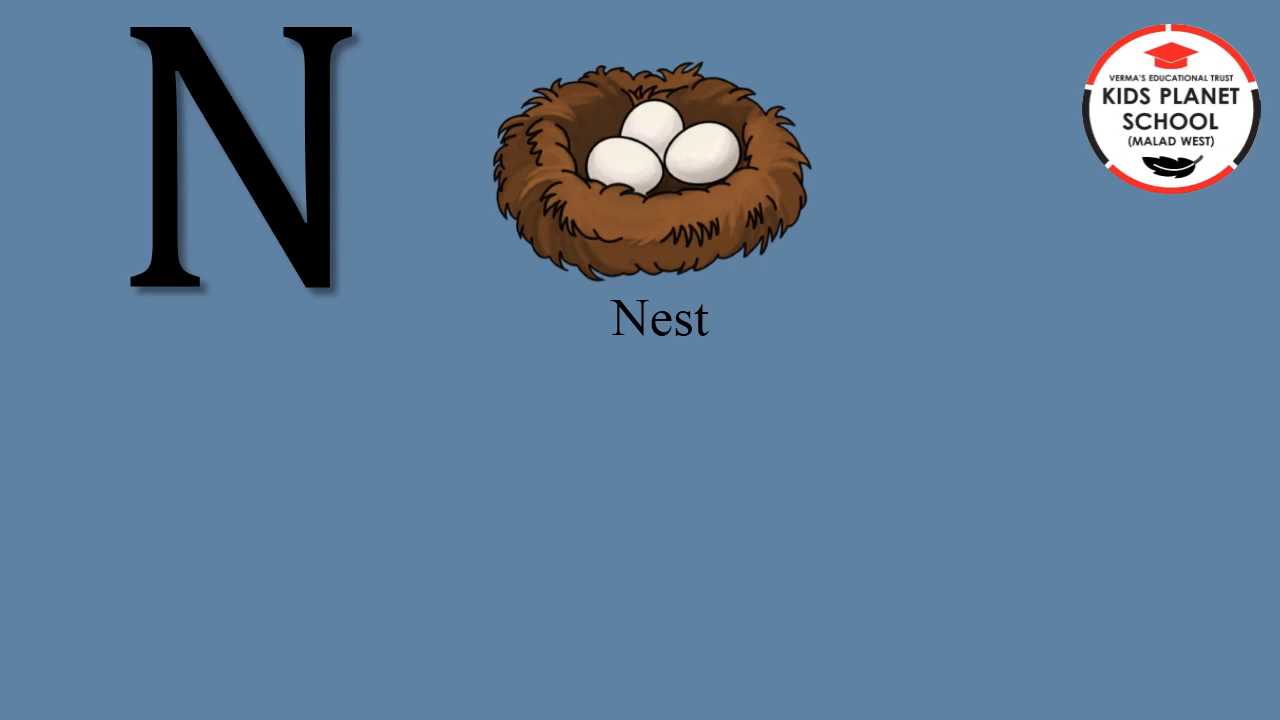 N
Nest
VERMA'S EDUCATIONAL TRUST
KIDS PLANET
SCHOOL
(MALAD WEST)